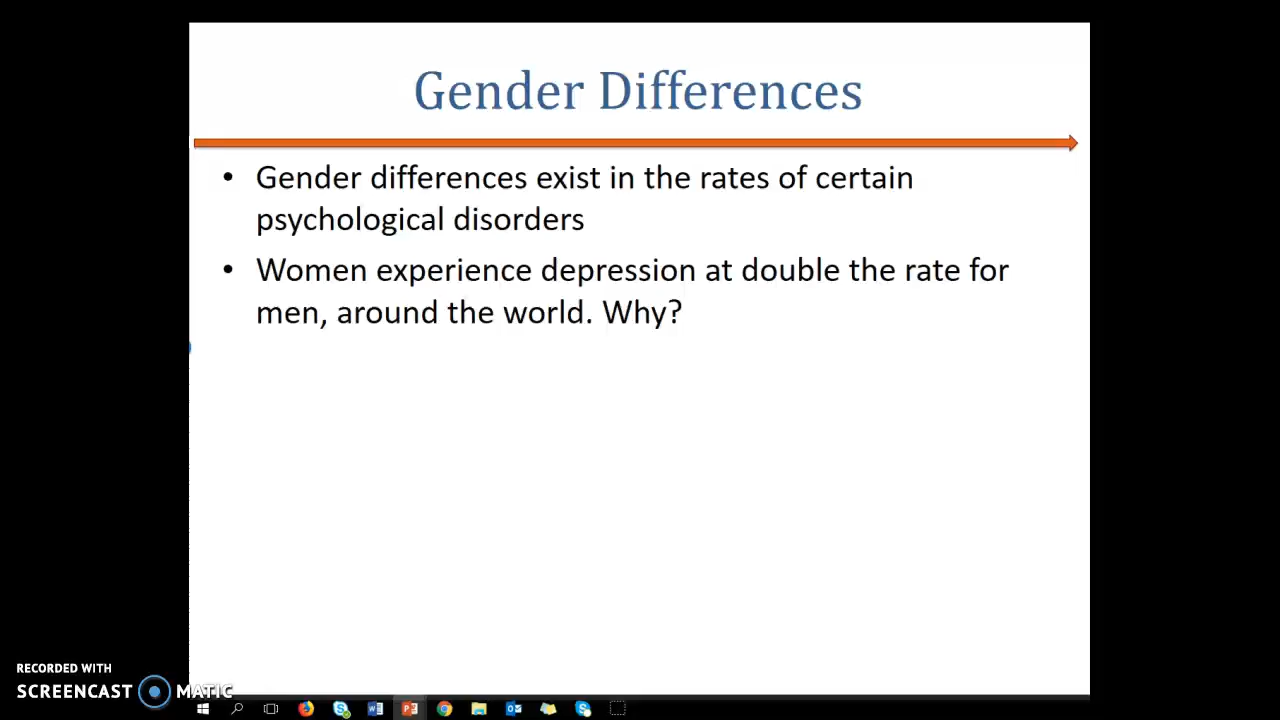 Gender Differences
• Gender differences exist in the rates of certain
psychological disorders
• Women experience depression at double the rate for
men, around the world. Why?
RECORDED WITH
SCREENCAST MATIC